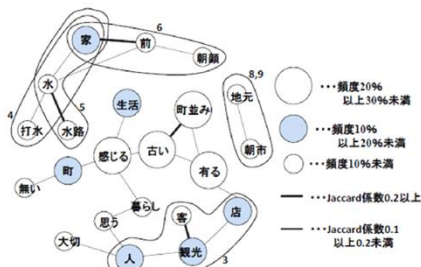 6
家
前
朝顔
水
8,9
4
5
打水
水路
生活
町並み
地元
朝市
町
感じる
古い
有る
無い
暮らし
思う
客
店
大切
人
観光
3
・・・頻度20%
以上30%未満
・・・頻度10%
以上20%未満
・・・頻度10%未満
・・・Jaccard係数0.2以上
・・・Jaccard係数0.1
以上0.2未満